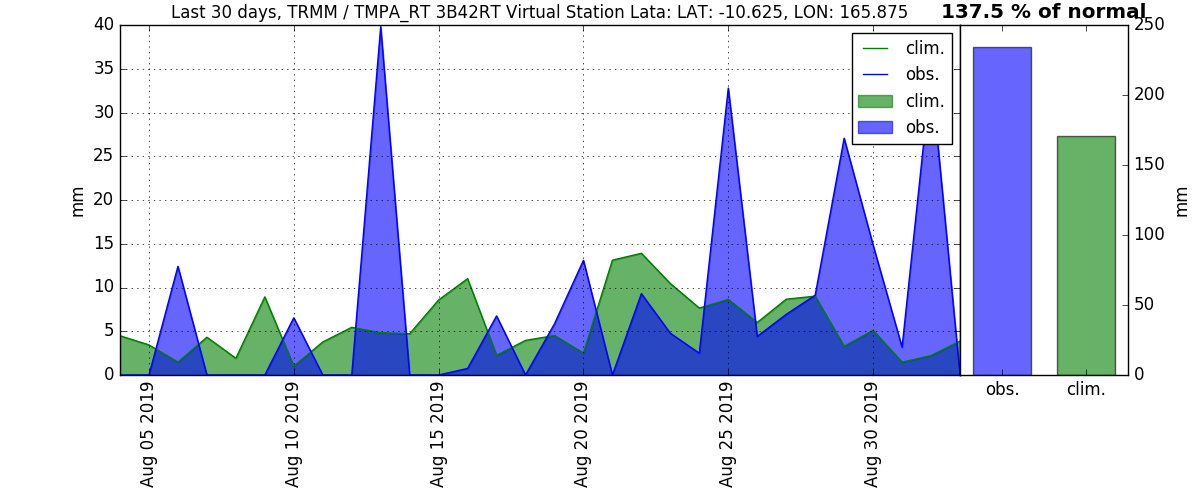 Last 30 days, TRMM / TMPA_RT 3B42RT Virtual Station Lata: LAT: -10.625, LON: 165.875
137.5 % of normal
40
35
30
25
20
15
10
5
0
mm
clim.
obs.
clim.
obs.
Aug 05 2019
Aug 10 2019
Aug 15 2019
Aug 20 2019
Aug 25 2019
Aug 30 2019
250
200
150
100
50
0
mm
obs.
clim.